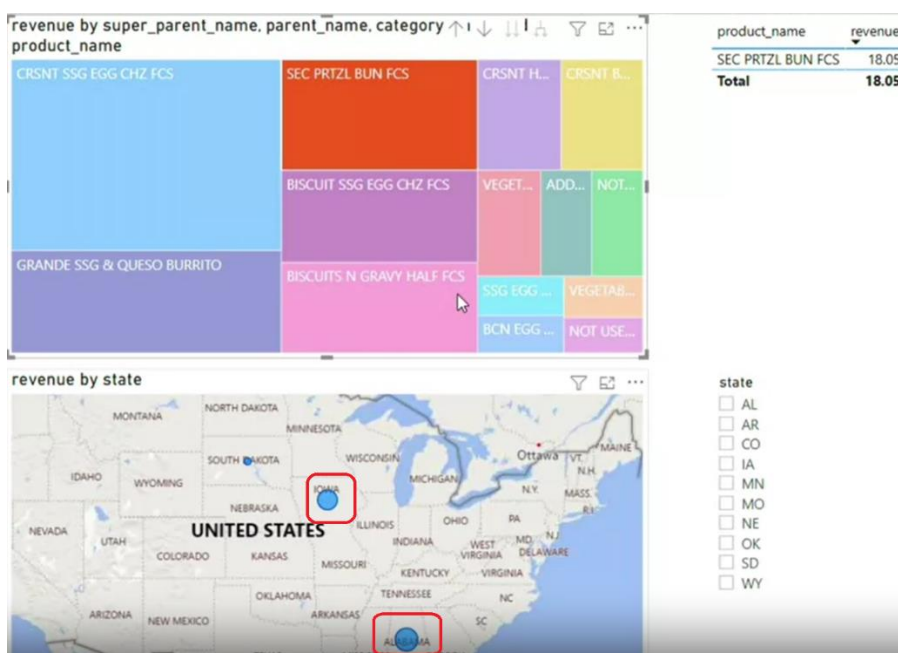 revenue by super_parent_name, parent_name, category
product_name
CRSNT SSG EGG CHZ FCS
SEC PRTZL BUN FCS
CRSNT H...
CRSNT B...
BISCUIT SSG EGG CHZ FCS
VEGET...
ADD...
NOT...
GRANDE SSG & QUESO BURRITO
BISCUITS N GRAVY HALF FCS
SSG EGG ...
VEGETAB...
BCN EGG ...
NOT USE...
product_name revenue
SEC PRTZL BUN FCS 18.05
Total 18.05
revenue by state
NORTH DAKOTA
MONTANA
MINNESOTA
Ottawa
MAINE
VT.
N.H.
SOUTH DAKOTA
WISCONSIN
MICHIGAN
IDAHO
WYOMING
IOWA
N.Y.
MASS.
R.I.
NEBRASKA
UNITED STATES
ILLINOIS
OHIO
PA
NEVADA
UTAH
INDIANA
WEST
VIRGINIA
MD.
N.J.
DELAWARE
COLORADO
KANSAS
MISSOURI
KENTUCKY
VIRGINIA
OKLAHOMA
TENNESSEE
NC
ARIZONA
NEW MEXICO
ARKANSAS
SC
ALABAMA
state
AL
AR
CO
IA
MN
MO
NE
OK
SD
WY